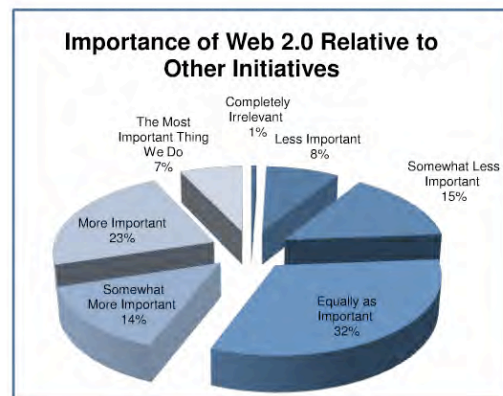 Importance of Web 2.0 Relative to
Other Initiatives
Completely
Irrelevant
1%
Less Important
8%
Somewhat Less
Important
15%
Equally as
Important
32%
Somewhat
More Important
14%
More Important
23%
The Most
Important Thing
We Do
7%